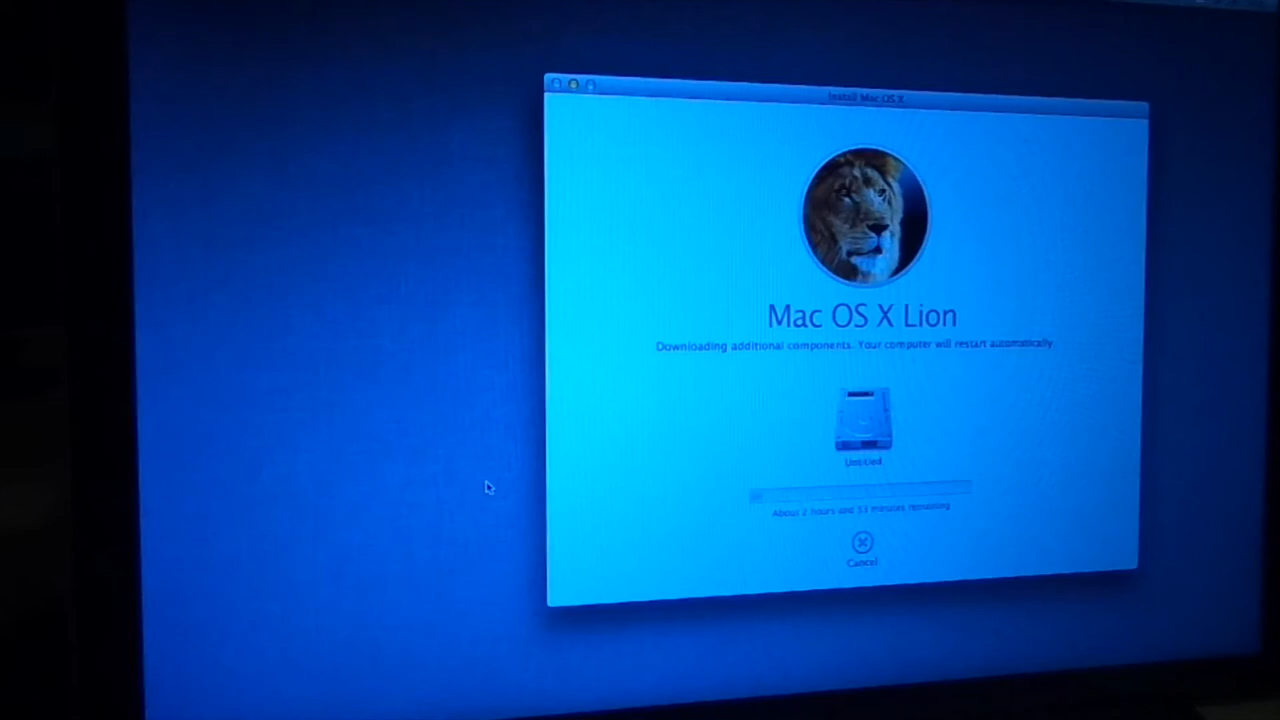 Install Mac OS X
Mac OS X Lion
Downloading additional components. Your computer will restart automatically.
Untitled
About 2 hours and 53 minutes remaining
Cancel